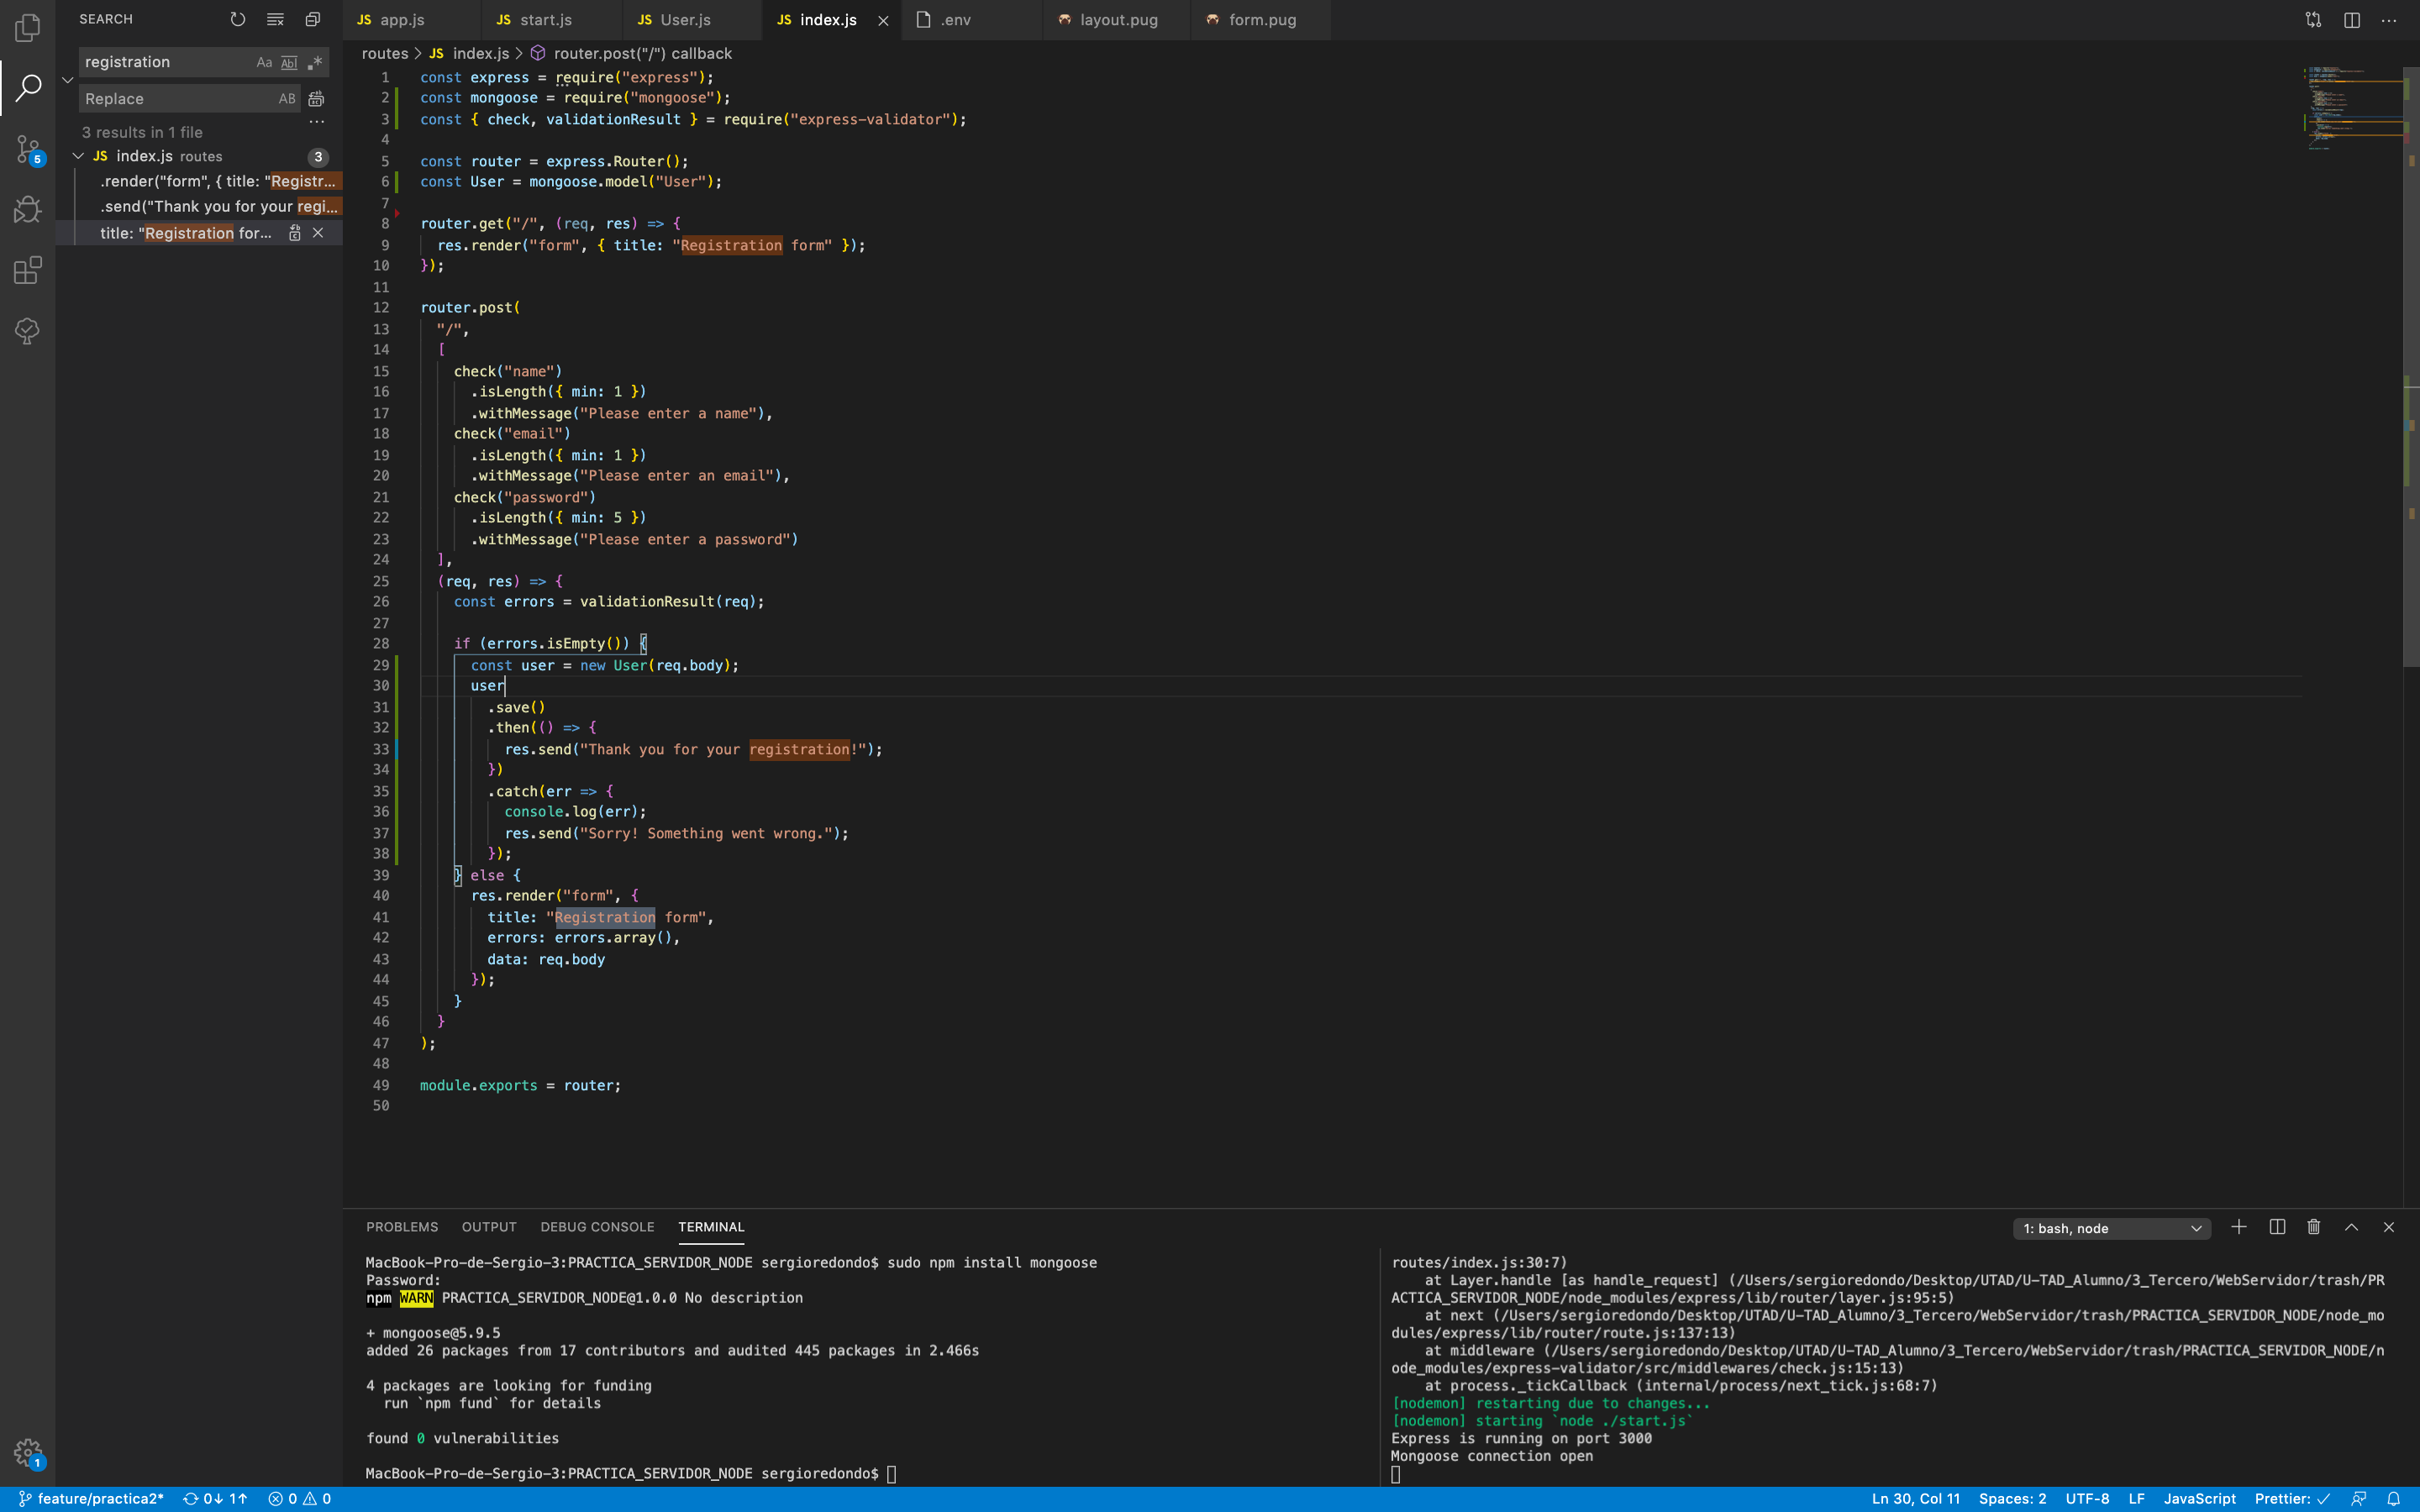 SEARCH
registration
Aa Abl .*
Replace
AB
3 results in 1 file
JS index.js routes 3
.render("form", { title: "Registr...
.send("Thank you for your regi...
title: "Registration for...
5
1
JS app.js
JS start.js
JS User.js
JS index.js
.env
layout.pug
form.pug
routes > JS index.js > router.post("/") callback
1 const express = require("express");
2 const mongoose = require("mongoose");
3 const { check, validationResult } = require("express-validator");
4
5 const router = express.Router();
6 const User = mongoose.model("User");
7
8 router.get("/", (req, res) => {
9 res.render("form", { title: "Registration form" });
10 });
11
12 router.post(
13 "/",
14 [
15 check("name")
16 .isLength({ min: 1 })
17 .withMessage("Please enter a name"),
18 check("email")
19 .isLength({ min: 1 })
20 .withMessage("Please enter an email"),
21 check("password")
22 .isLength({ min: 5 })
23 .withMessage("Please enter a password")
24 ],
25 (req, res) => {
26 const errors = validationResult(req);
27
28 if (errors.isEmpty()) {
29 const user = new User(req.body);
30 user
31 .save()
32 .then(() => {
33 res.send("Thank you for your registration!");
34 })
35 .catch(err => {
36 console.log(err);
37 res.send("Sorry! Something went wrong.");
38 });
39 } else {
40 res.render("form", {
41 title: "Registration form",
42 errors: errors.array(),
43 data: req.body
44 });
45 }
46 }
47 );
48
49 module.exports = router;
50
PROBLEMS OUTPUT DEBUG CONSOLE TERMINAL
1: bash, node
MacBook-Pro-de-Sergio-3:PRACTICA_SERVIDOR_NODE sergioredondo$ sudo npm install mongoose
Password:
npm WARN PRACTICA_SERVIDOR_NODE@1.0.0 No description
+ mongoose@5.9.5
added 26 packages from 17 contributors and audited 445 packages in 2.466s
4 packages are looking for funding
run `npm fund` for details
found 0 vulnerabilities
MacBook-Pro-de-Sergio-3:PRACTICA_SERVIDOR_NODE sergioredondo$
routes/index.js:30:7)
at Layer.handle [as handle_request] (/Users/sergioredondo/Desktop/UTAD/U-TAD_Alumno/3_Tercero/WebServidor/trash/PR
ACTICA_SERVIDOR_NODE/node_modules/express/lib/router/layer.js:95:5)
at next (/Users/sergioredondo/Desktop/UTAD/U-TAD_Alumno/3_Tercero/WebServidor/trash/PRACTICA_SERVIDOR_NODE/node_mo
dules/express/lib/router/route.js:137:13)
at middleware (/Users/sergioredondo/Desktop/UTAD/U-TAD_Alumno/3_Tercero/WebServidor/trash/PRACTICA_SERVIDOR_NODE/n
ode_modules/express-validator/src/middlewares/check.js:15:13)
at process._tickCallback (internal/process/next_tick.js:68:7)
[nodemon] restarting due to changes...
[nodemon] starting `node ./start.js`
Express is running on port 3000
Mongoose connection open
feature/practica2* 0↓ 1↑ 0 0
Ln 30, Col 11 Spaces: 2 UTF-8 LF JavaScript Prettier: ✓